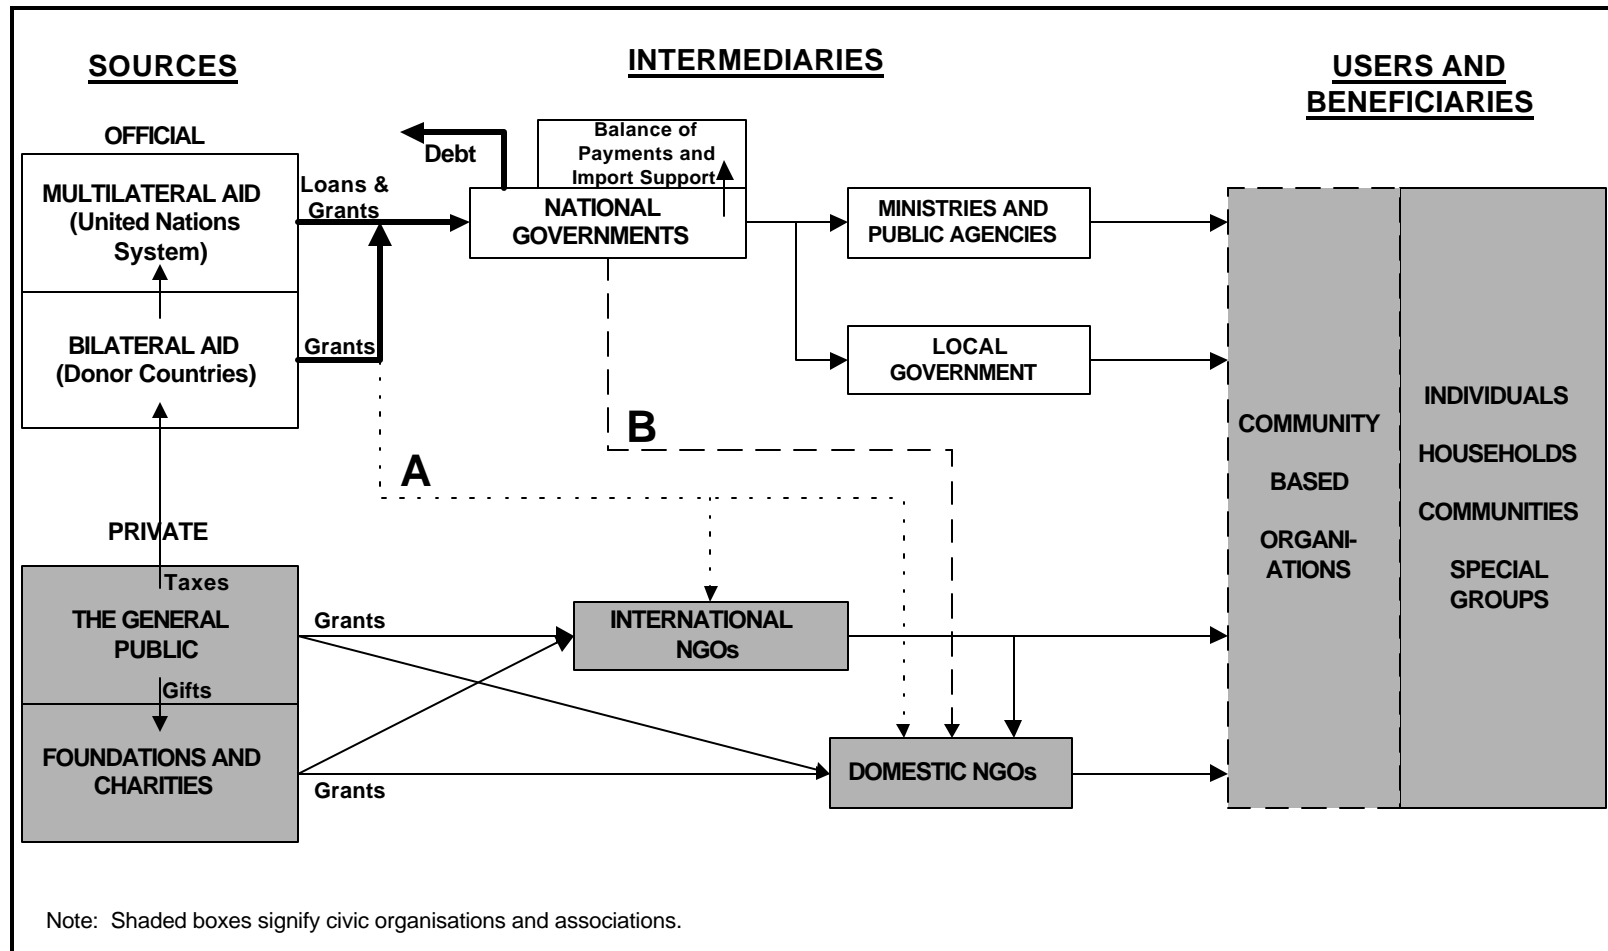 SOURCES
INTERMEDIARIES
USERS AND
BENEFICIARIES
OFFICIAL
MULTILATERAL AID
(United Nations
System)
BILATERAL AID
(Donor Countries)
Loans &
Grants
Grants
Debt
Balance of
Payments and
Import Support
NATIONAL
GOVERNMENTS
MINISTRIES AND
PUBLIC AGENCIES
LOCAL
GOVERNMENT
A
B
PRIVATE
Taxes
THE GENERAL
PUBLIC
Gifts
FOUNDATIONS AND
CHARITIES
Grants
Grants
INTERNATIONAL
NGOs
DOMESTIC NGOs
COMMUNITY
BASED
ORGANI-
ATIONS
INDIVIDUALS
HOUSEHOLDS
COMMUNITIES
SPECIAL
GROUPS
Note: Shaded boxes signify civic organisations and associations.